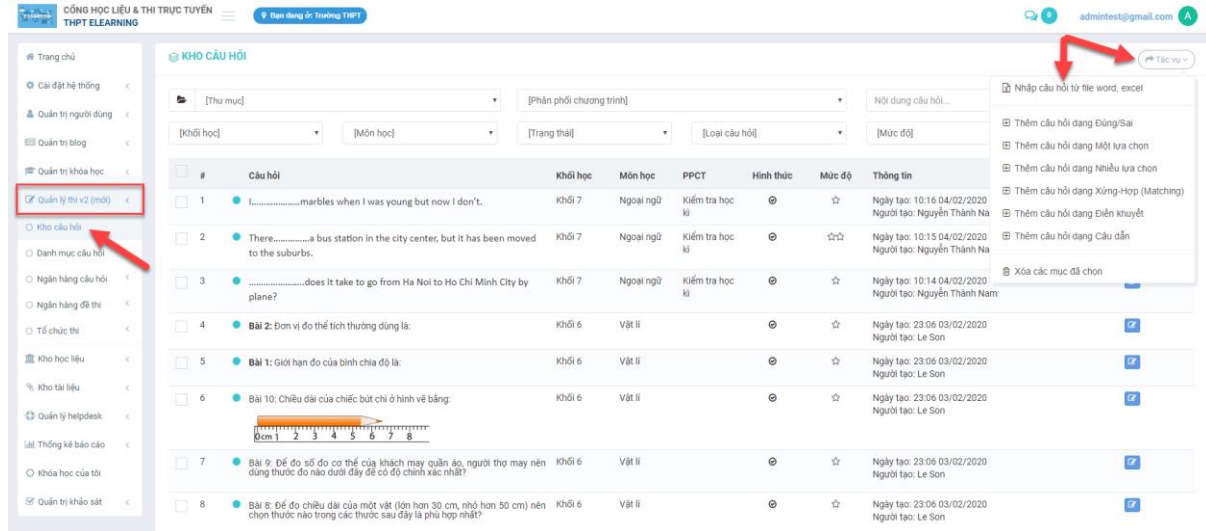 CỔNG HỌC LIỆU & THI TRỰC TUYẾN
THPT ELEARNING
Bạn đang ở: Trường THPT
0
admintest@gmail.com
A
Trang chủ
Cài đặt hệ thống
Quản trị người dùng
Quản trị blog
Quản trị khóa học
Quản lý thi v2 (mới)
Kho câu hỏi
Danh mục câu hỏi
Ngân hàng câu hỏi
Ngân hàng đề thi
Tổ chức thi
Kho học liệu
Kho tài liệu
Quản lý helpdesk
Thống kê báo cáo
Khóa học của tôi
Quản trị khảo sát
KHO CÂU HỎI
Tác vụ
[Thư mục]
[Phân phối chương trình]
Nội dung câu hỏi...
[Khối học]
[Môn học]
[Trạng thái]
[Loại câu hỏi]
[Mức độ]
Nhập câu hỏi từ file word, excel
Thêm câu hỏi dạng Đúng/Sai
Thêm câu hỏi dạng Một lựa chọn
Thêm câu hỏi dạng Nhiều lựa chọn
Thêm câu hỏi dạng Xứng-Hợp (Matching)
Thêm câu hỏi dạng Điền khuyết
Thêm câu hỏi dạng Câu dẫn
Xóa các mục đã chọn
# Câu hỏi Khối học Môn học PPCT Hình thức Mức độ Thông tin
1 I...................marbles when I was young but now I don't. Khối 7 Ngoại ngữ Kiểm tra học Ngày tạo: 10:16 04/02/2020
kì Người tạo: Nguyễn Thành Na
2 There..............a bus station in the city center, but it has been moved Khối 7 Ngoại ngữ Kiểm tra học Ngày tạo: 10:15 04/02/2020
to the suburbs. kì Người tạo: Nguyễn Thành Na
3 ......................does it take to go from Ha Noi to Ho Chi Minh City by Khối 7 Ngoại ngữ Kiểm tra học Ngày tạo: 10:14 04/02/2020
plane? kì Người tạo: Nguyễn Thành Nam
4 Bài 2: Đơn vị đo thể tích thường dùng là: Khối 6 Vật lí Ngày tạo: 23:06 03/02/2020
Người tạo: Le Son
5 Bài 1: Giới hạn đo của bình chia độ là: Khối 6 Vật lí Ngày tạo: 23:06 03/02/2020
Người tạo: Le Son
6 Bài 10: Chiều dài của chiếc bút chì ở hình vẽ bằng: Khối 6 Vật lí Ngày tạo: 23:06 03/02/2020
Người tạo: Le Son
0cm 1 2 3 4 5 6 7 8
7 Bài 9: Để đo số đo cơ thể của khách may quần áo, người thợ may nên Khối 6 Vật lí Ngày tạo: 23:06 03/02/2020
dùng thước đo nào dưới đây để có độ chính xác nhất? Người tạo: Le Son
8 Bài 8: Để đo chiều dài của một vật (lớn hơn 30 cm, nhỏ hơn 50 cm) nên Khối 6 Vật lí Ngày tạo: 23:06 03/02/2020
chọn thước nào trong các thước sau đây là phù hợp nhất? Người tạo: Le Son